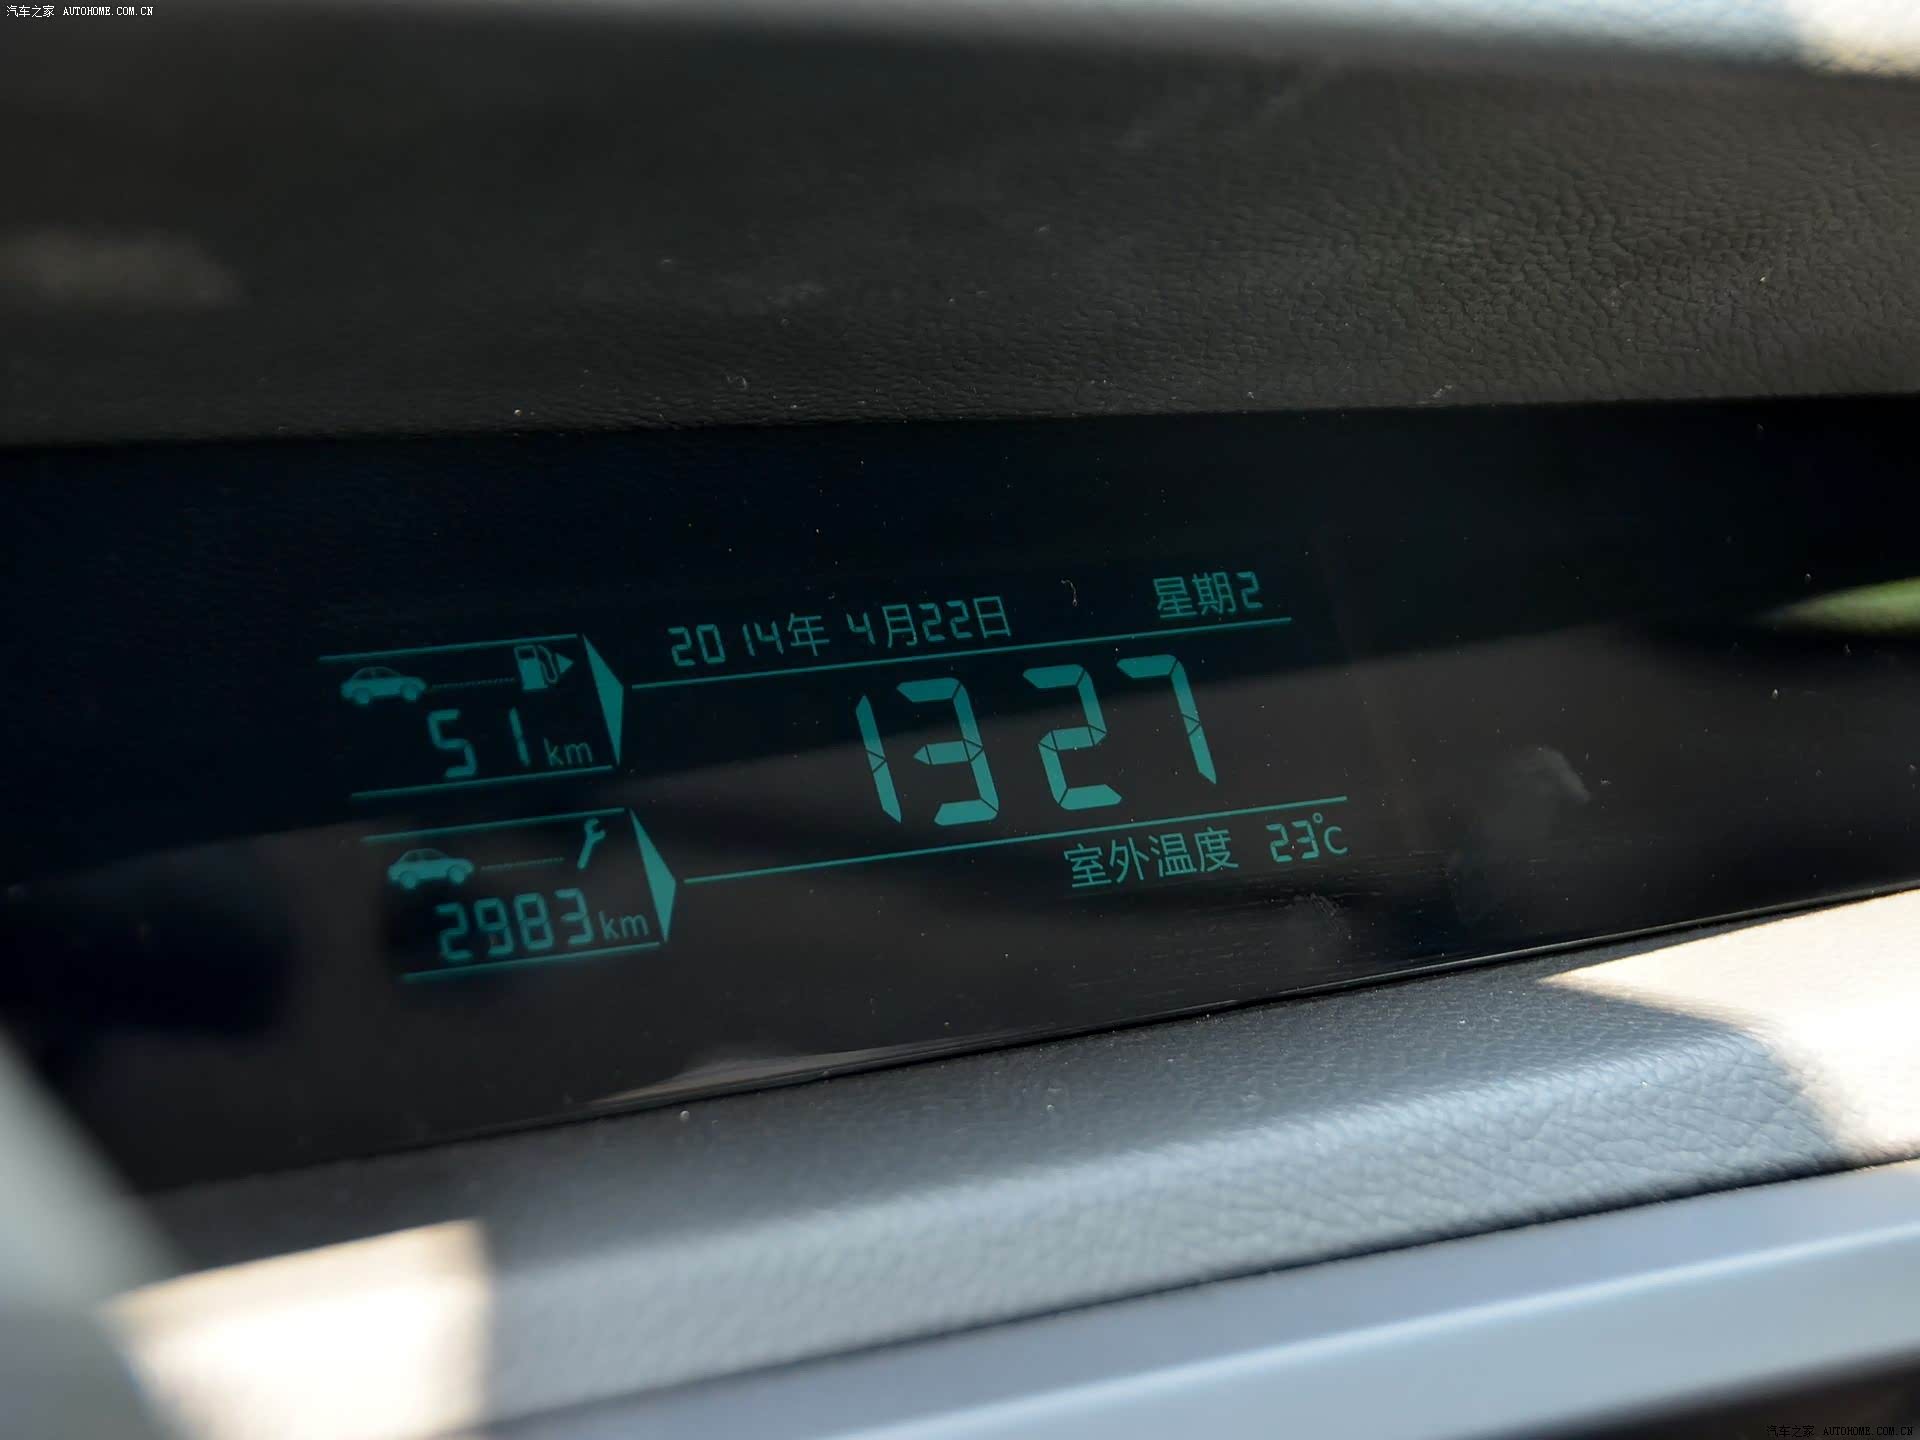 汽车之家 AUTOHOME.COM.CN
2014年 4月22日 星期2
51km
1327
2983km
室外温度 23℃
汽车之家 AUTOHOME.COM.CN